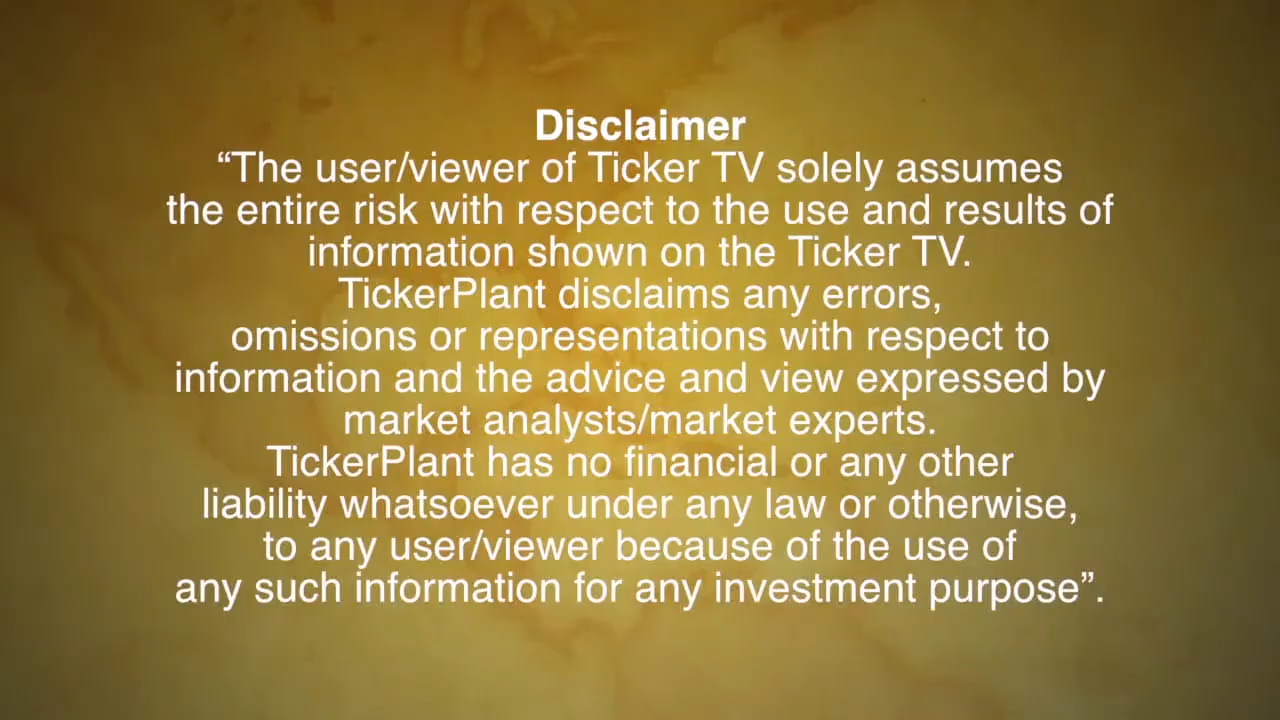 Disclaimer
“The user/viewer of Ticker TV solely assumes
the entire risk with respect to the use and results of
information shown on the Ticker TV.
TickerPlant disclaims any errors,
omissions or representations with respect to
information and the advice and view expressed by
market analysts/market experts.
TickerPlant has no financial or any other
liability whatsoever under any law or otherwise,
to any user/viewer because of the use of
any such information for any investment purpose”.